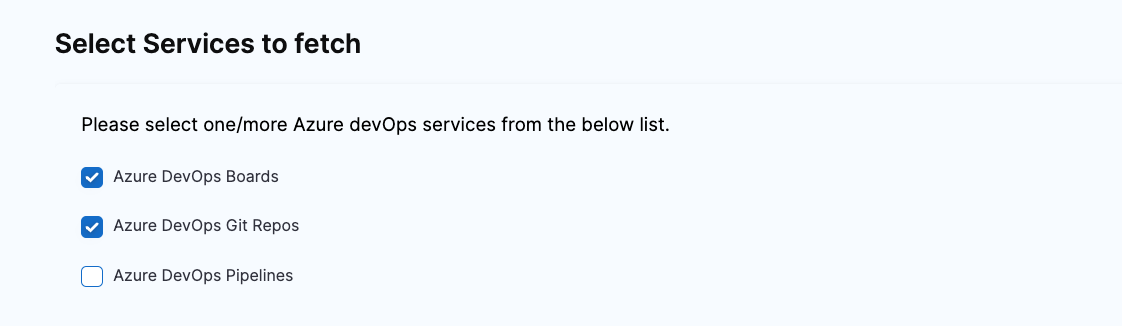 Select Services to fetch
Please select one/more Azure devOps services from the below list.
Azure DevOps Boards
Azure DevOps Git Repos
Azure DevOps Pipelines